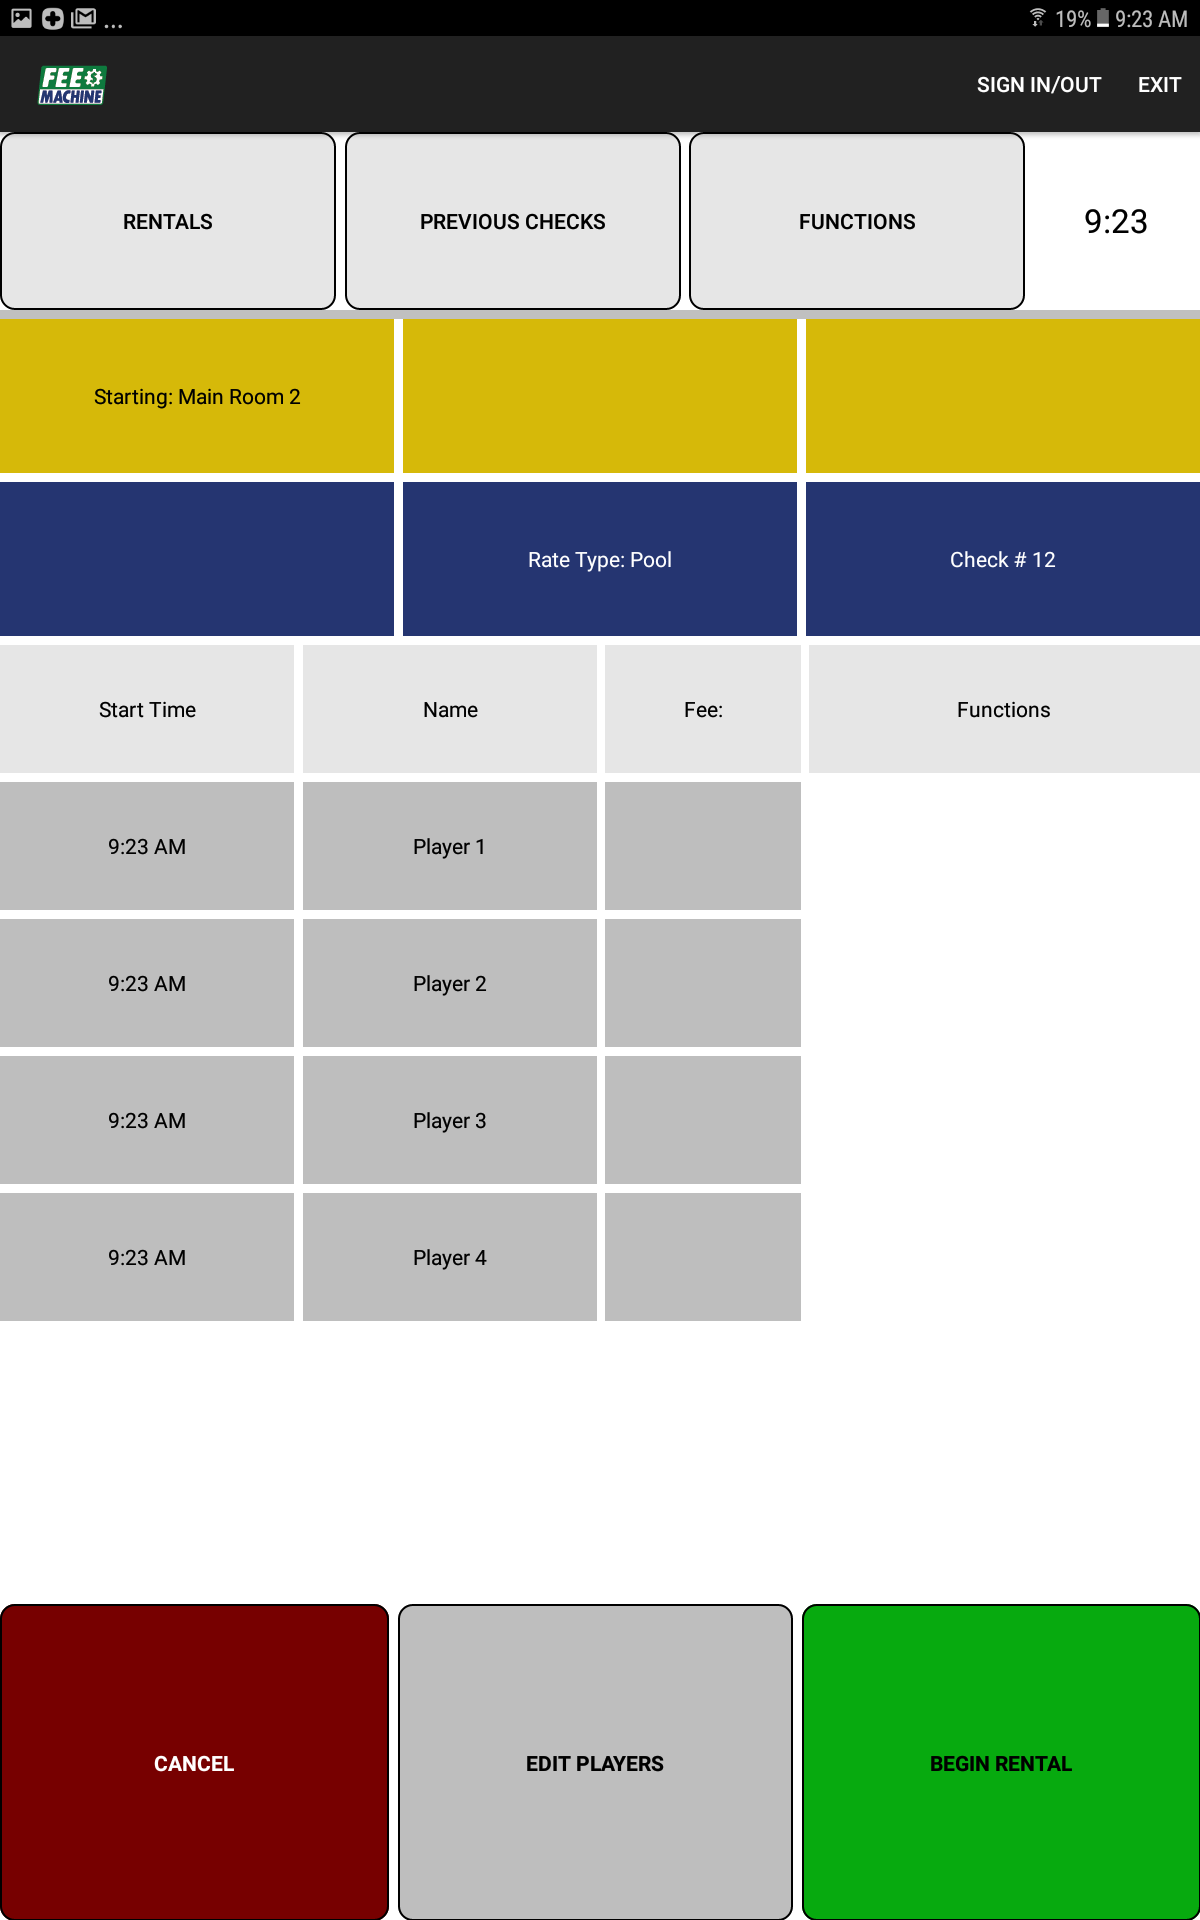 ... 19% 9:23 AM
FEE
MACHINE
SIGN IN/OUT EXIT
RENTALS PREVIOUS CHECKS FUNCTIONS 9:23
Starting: Main Room 2
Rate Type: Pool Check # 12
Start Time Name Fee: Functions
9:23 AM Player 1
9:23 AM Player 2
9:23 AM Player 3
9:23 AM Player 4
CANCEL EDIT PLAYERS BEGIN RENTAL